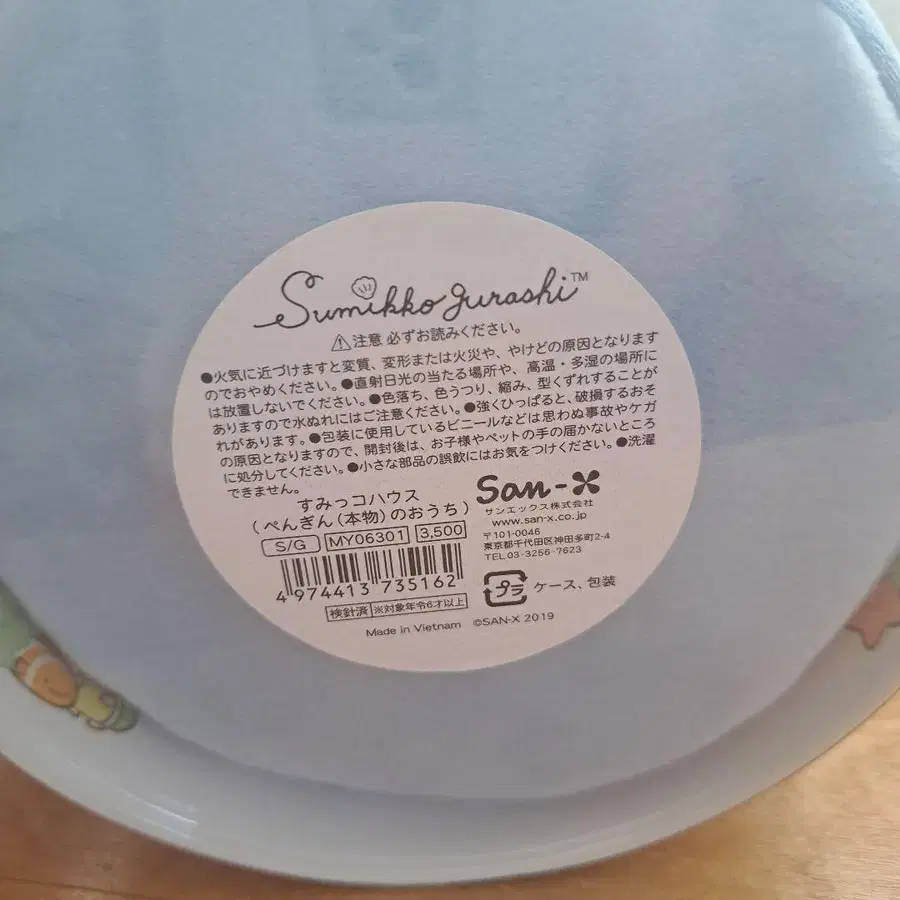 Sumikko gurashi™
⚠注意 必ずお読みください。
●火気に近づけますと変質、変形または火災や、やけどの原因となります
のでおやめください。●直射日光の当たる場所や、高温・多湿の場所に
は放置しないでください。●色落ち、色うつり、縮み、型くずれすることが
ありますので水ぬれにはご注意ください。●強くひっぱると、破損するおそ
れがあります。●包装に使用しているビニールなどは思わぬ事故やケガ
の原因となりますので、開封後は、お子様やペットの手の届かないところ
に処分してください。●小さな部品の誤飲にはお気をつけください。●洗濯
できません。
すみっコハウス
(ぺんぎん(本物)のおうち)
S/G MY06301 3,500
4 974413 735162
検針済 ※対象年令6才以上
San-X
サンエックス株式会社
www.san-x.co.jp
〒101-0046
東京都千代田区神田多町2-4
TEL 03-3256-7623
プラ ケース、包装
Made in Vietnam ©SAN-X 2019